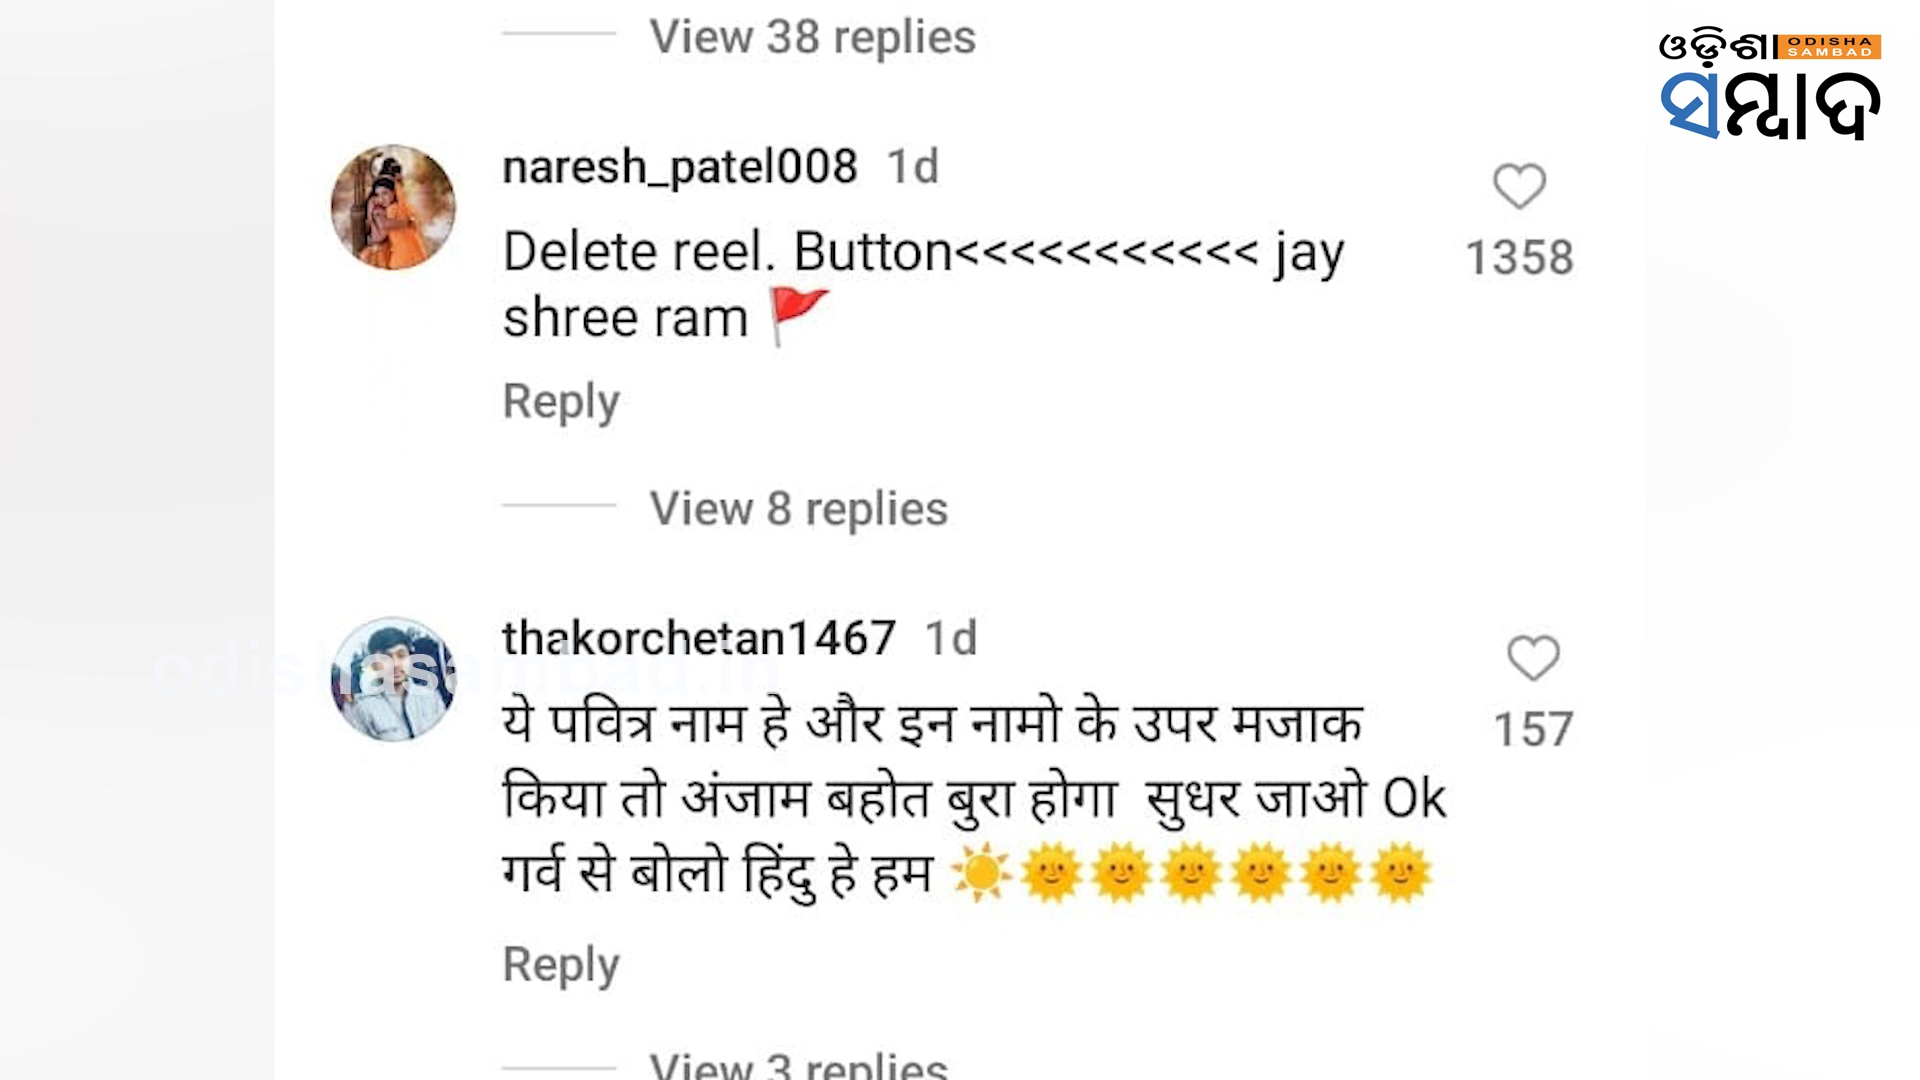 View 38 replies
ଓଡ଼ିଶା ODISHA
SAMBAD
ସମ୍ବାଦ
naresh_patel008 1d
Delete reel. Button<<<<<<<<<<< jay
shree ram 🚩
1358
Reply
View 8 replies
thakorchetan1467 1d
odishasambad.in
ये पवित्र नाम हे और इन नामो के उपर मजाक
किया तो अंजाम बहोत बुरा होगा सुधर जाओ Ok
गर्व से बोलो हिंदु हे हम ☀️🌞🌞🌞🌞🌞🌞
157
Reply
View 3 replies